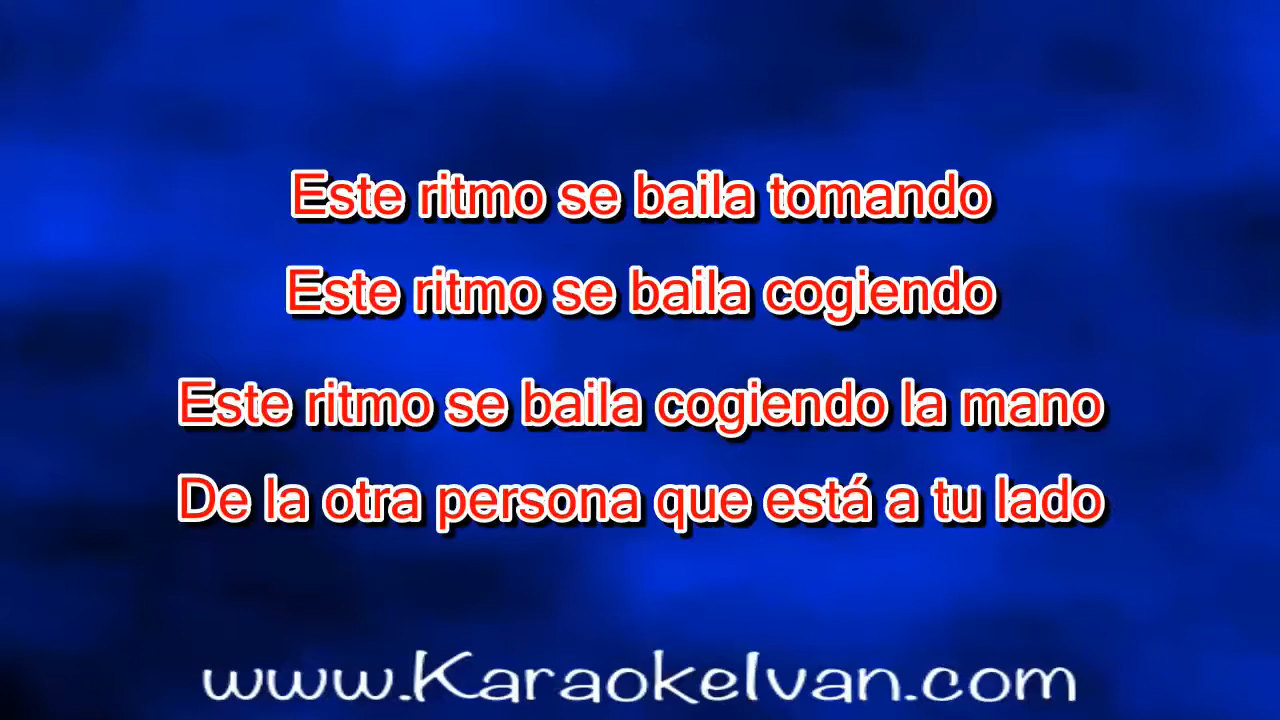 Este ritmo se baila tomando
Este ritmo se baila cogiendo
Este ritmo se baila cogiendo la mano
De la otra persona que está a tu lado
www.KaraokeIvan.com